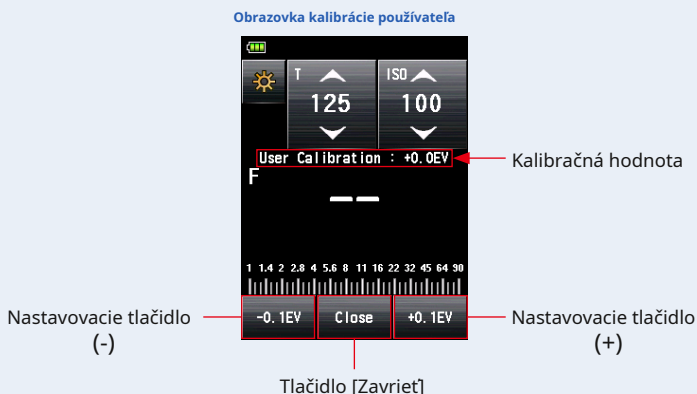 Obrazovka kalibrácie používateľa
T
ISO
125
100
User Calibration : +0.0EV
Kalibračná hodnota
F
1 1.4 2 2.8 4 5.6 8 11 16 22 32 45 64 90
Nastavovacie tlačidlo
(-)
-0.1EV
Close
+0.1EV
Nastavovacie tlačidlo
(+)
Tlačidlo [Zavrieť]